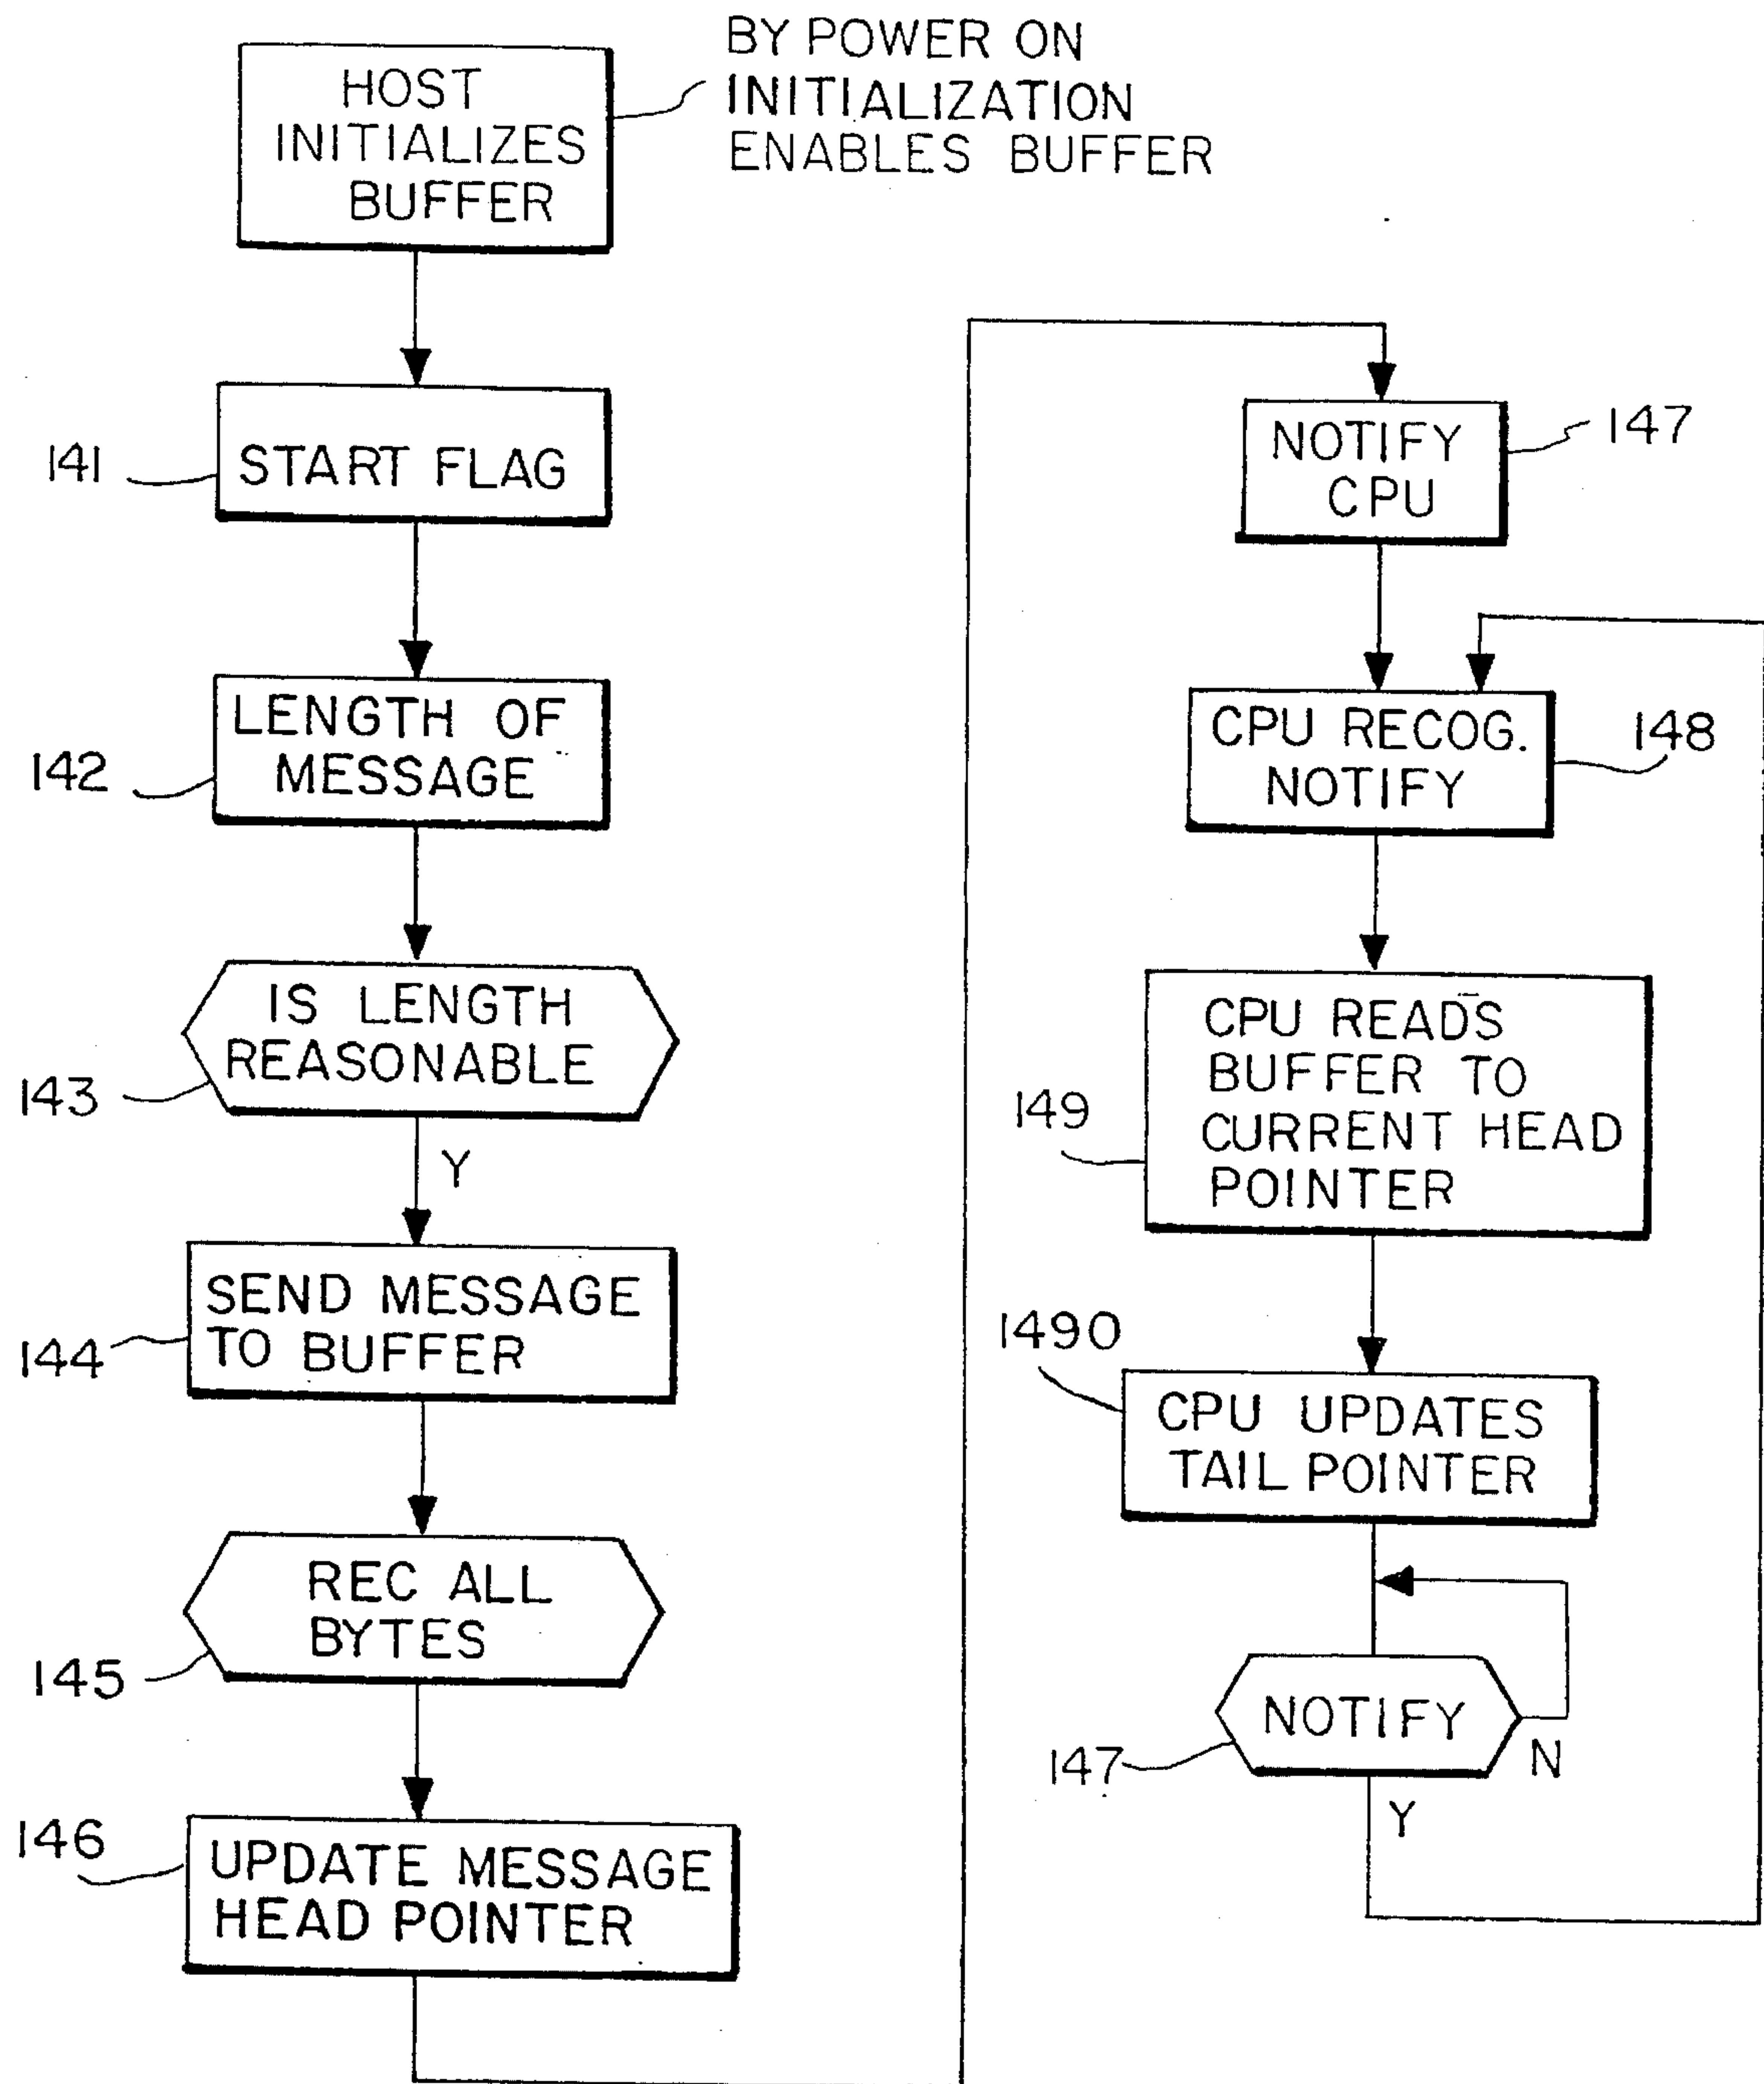 HOST
INITIALIZES
BUFFER
BY POWER ON
INITIALIZATION
ENABLES BUFFER
141
START FLAG
142
LENGTH OF
MESSAGE
143
IS LENGTH
REASONABLE
Y
144
SEND MESSAGE
TO BUFFER
145
REC ALL
BYTES
146
UPDATE MESSAGE
HEAD POINTER
NOTIFY
CPU
147
CPU RECOG.
NOTIFY
148
149
CPU READS
BUFFER TO
CURRENT HEAD
POINTER
1490
CPU UPDATES
TAIL POINTER
147
NOTIFY
N
Y